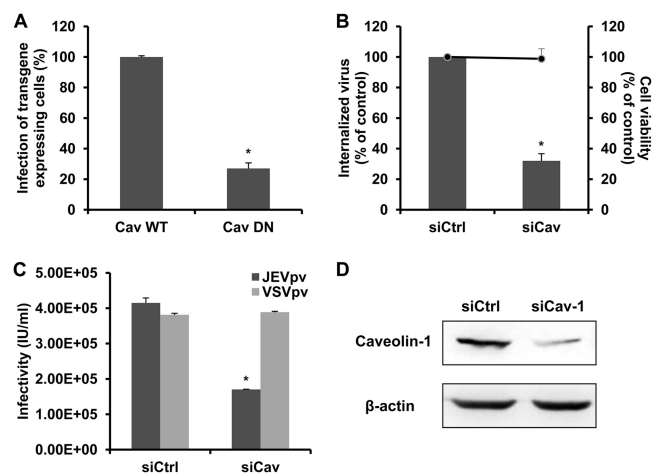 A
Infection of transgene
expressing cells (%)
120
100
80
60
40
20
0
*
Cav WT
Cav DN
B
Internalized virus
(% of control)
120
100
80
60
40
20
0
*
siCtrl
siCav
120
100
80
60
40
20
0
Cell viability
(% of control)
C
Infectivity (IU/ml)
5.00E+05
4.00E+05
3.00E+05
2.00E+05
1.00E+05
0.00E+00
JEVpv
VSVpv
*
siCtrl
siCav
D
siCtrl
siCav-1
Caveolin-1
β-actin